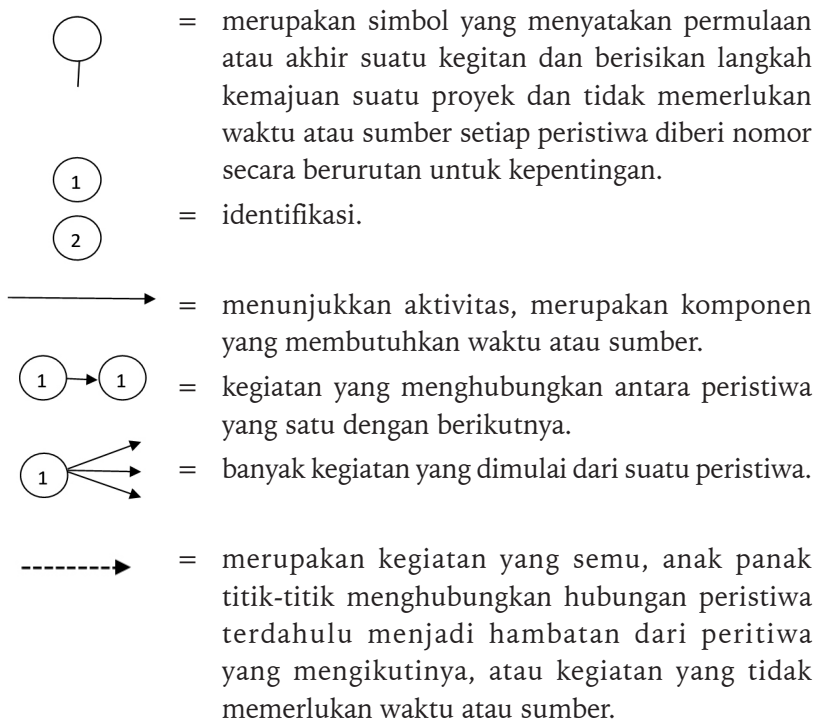 = merupakan simbol yang menyatakan permulaan
atau akhir suatu kegitan dan berisikan langkah
kemajuan suatu proyek dan tidak memerlukan
waktu atau sumber setiap peristiwa diberi nomor
secara berurutan untuk kepentingan.
1
2
= identifikasi.
= menunjukkan aktivitas, merupakan komponen
yang membutuhkan waktu atau sumber.
1 1
= kegiatan yang menghubungkan antara peristiwa
yang satu dengan berikutnya.
1
= banyak kegiatan yang dimulai dari suatu peristiwa.
= merupakan kegiatan yang semu, anak panak
titik-titik menghubungkan hubungan peristiwa
terdahulu menjadi hambatan dari peritiwa
yang mengikutinya, atau kegiatan yang tidak
memerlukan waktu atau sumber.